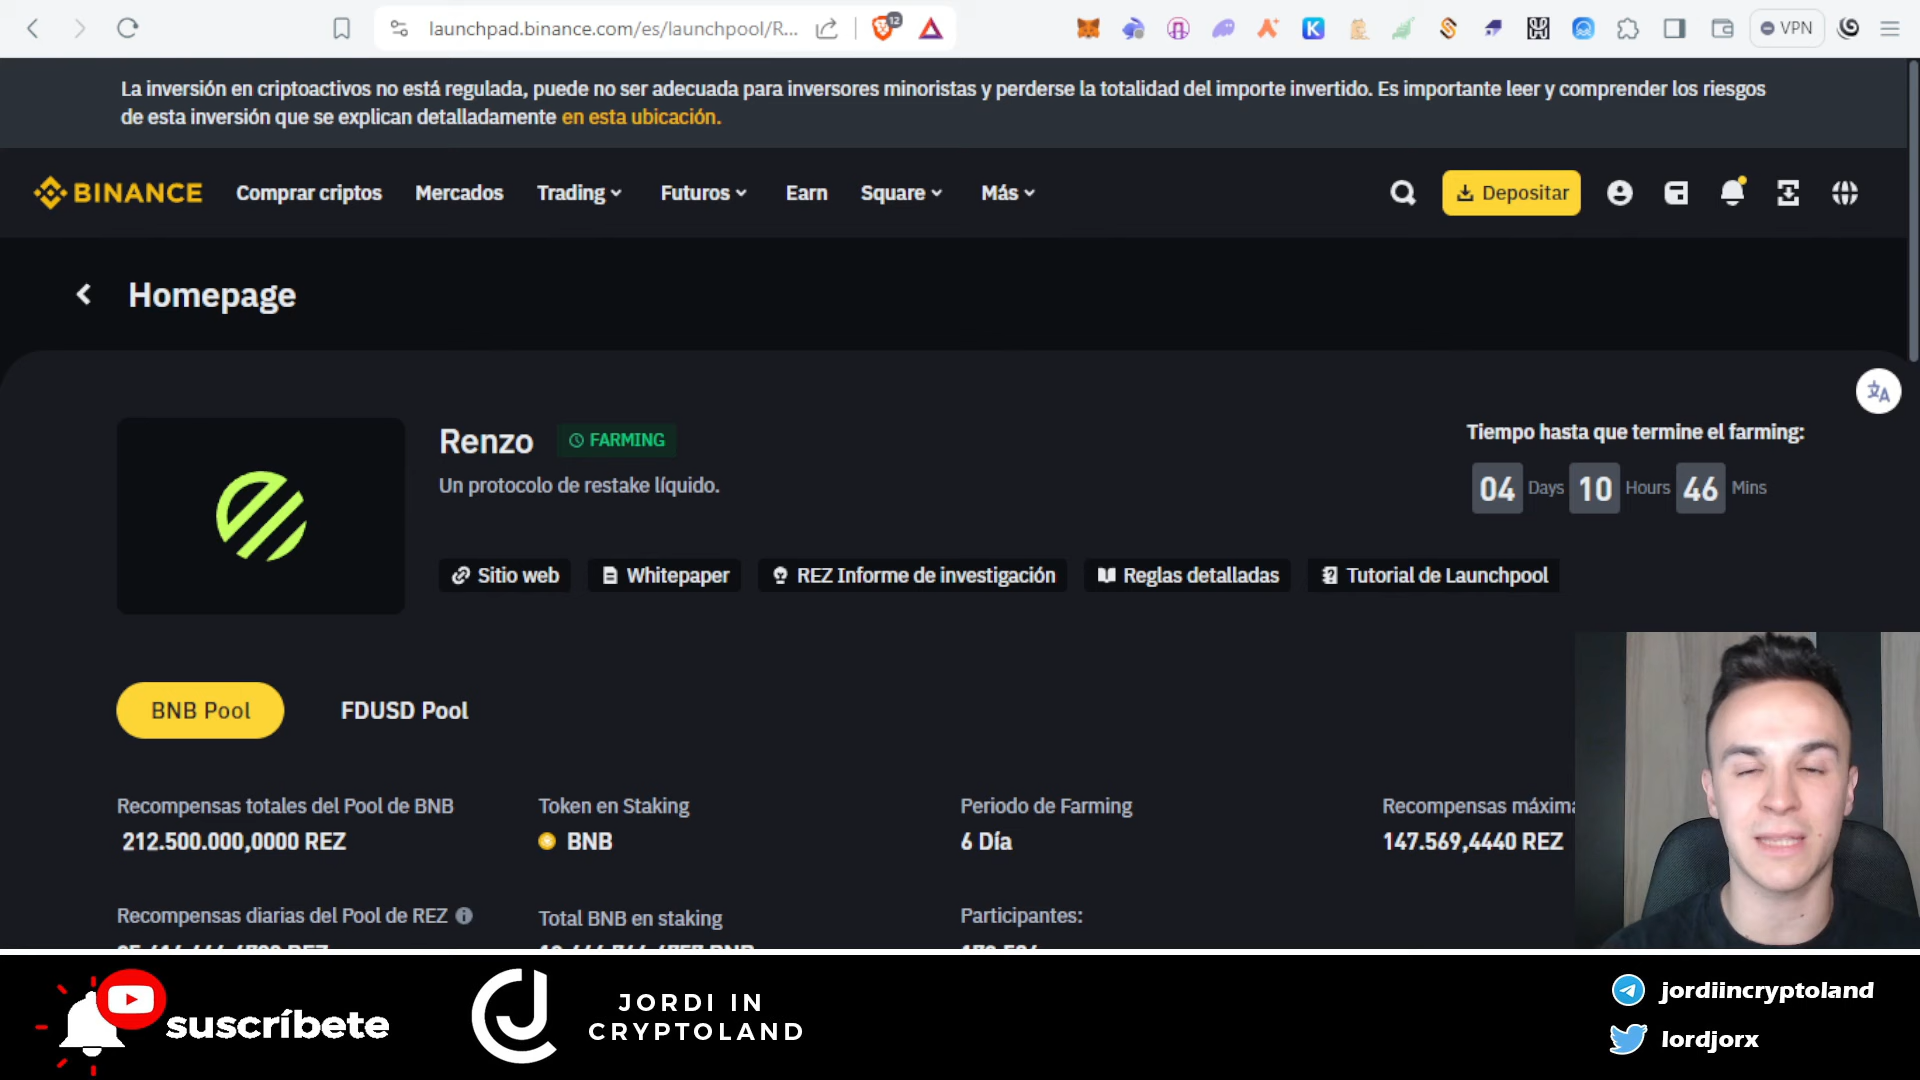 launchpad.binance.com/es/launchpool/R...
12
VPN
La inversión en criptoactivos no está regulada, puede no ser adecuada para inversores minoristas y perderse la totalidad del importe invertido. Es importante leer y comprender los riesgos
de esta inversión que se explican detalladamente en esta ubicación.
BINANCE
Comprar criptos
Mercados
Trading
Futuros
Earn
Square
Más
Depositar
Homepage
Renzo
FARMING
Un protocolo de restake líquido.
Tiempo hasta que termine el farming:
04 Days 10 Hours 46 Mins
Sitio web
Whitepaper
REZ Informe de investigación
Reglas detalladas
Tutorial de Launchpool
BNB Pool
FDUSD Pool
Recompensas totales del Pool de BNB
212.500.000,0000 REZ
Token en Staking
BNB
Periodo de Farming
6 Día
Recompensas máxima
147.569,4440 REZ
Recompensas diarias del Pool de REZ
Total BNB en staking
Participantes:
suscríbete
JORDI IN
CRYPTOLAND
jordiincryptoland
lordjorx